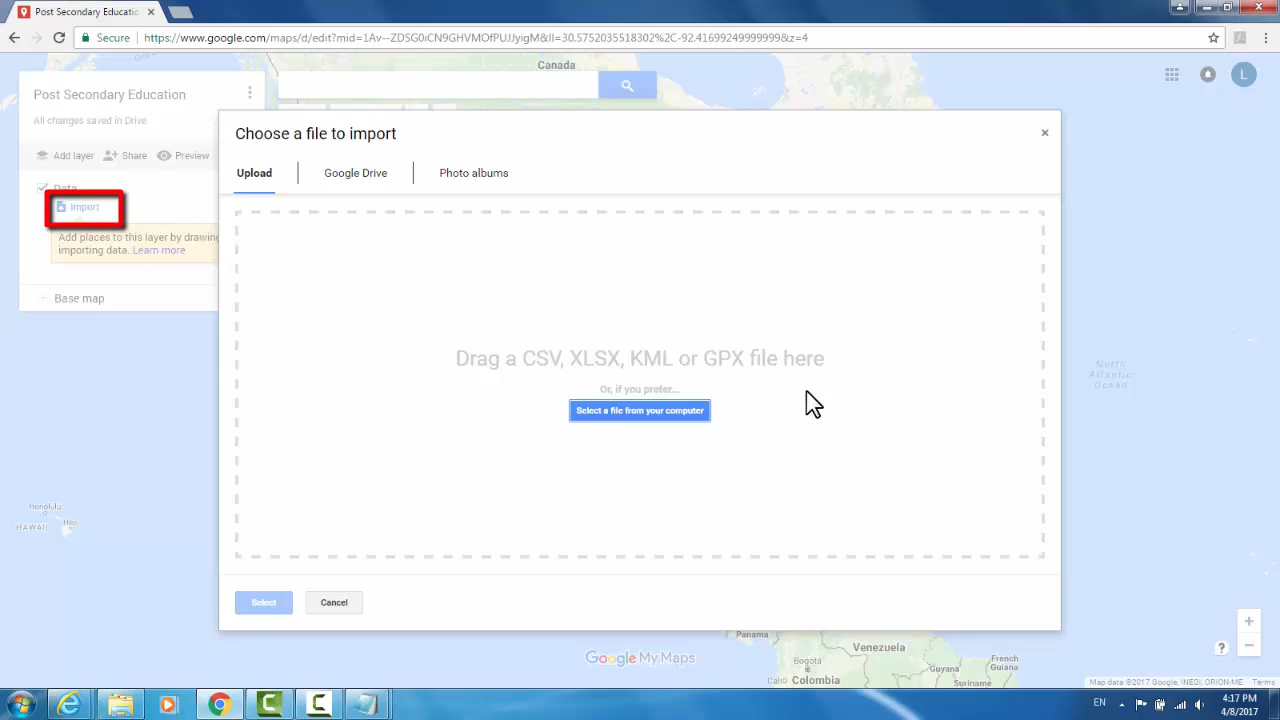 Post Secondary Educatio
Secure
https://www.google.com/maps/d/edit?mid=1Av--ZDSG0iCN9GHVMOfPUJJyigM&ll=30.5752035518302%2C-92.41699249999999&z=4
Canada
Post Secondary Education
L
All changes saved in Drive.
Choose a file to import
Add layer
Share
Preview
Upload
Google Drive
Photo albums
Data
Import
Add places to this layer by drawing
importing data. Learn more
Base map
Drag a CSV, XLSX, KML or GPX file here
Or, if you prefer...
Select a file from your computer
North
Atlantic
Ocean
Honolulu
HAWAII
Hilo
Select
Cancel
Panama
Venezuela
Google My Maps
Bogotá
Guyana
French
Guiana
Cali
Colombia
Suriname
Map data ©2017 Google, INEGI, ORION-ME
Terms
EN
4:17 PM
4/8/2017